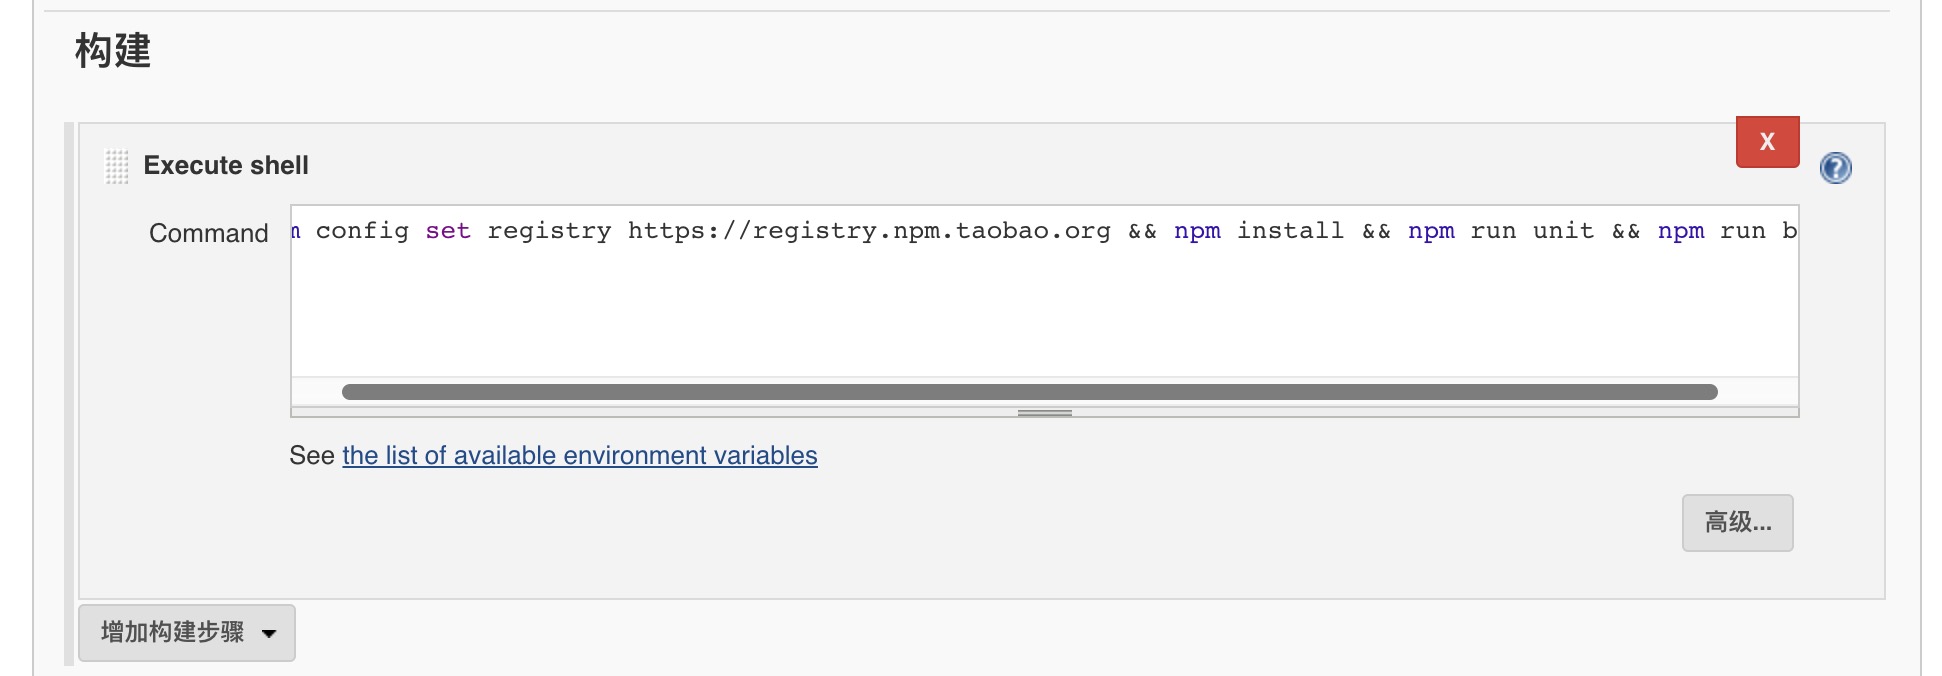 构建
X
Execute shell
Command
config set registry https://registry.npm.taobao.org && npm install && npm run unit && npm run b
See the list of available environment variables
高级...
增加构建步骤